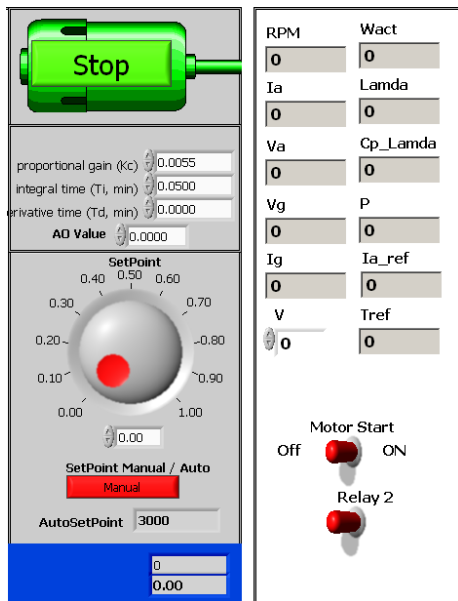 Stop
proportional gain (Kc) 0.0055
integral time (Ti, min) 0.0500
erivative time (Td, min) 0.0000
AO Value 0.0000
SetPoint
0.00
0.10
0.20
0.30
0.40
0.50
0.60
0.70
0.80
0.90
1.00
0.00
SetPoint Manual / Auto
Manual
AutoSetPoint 3000
0
0.00
RPM Wact
0 0
Ia Lamda
0 0
Va Cp_Lamda
0 0
Vg P
0 0
Ig Ia_ref
0 0
V Tref
0 0
Motor Start
Off ON
Relay 2